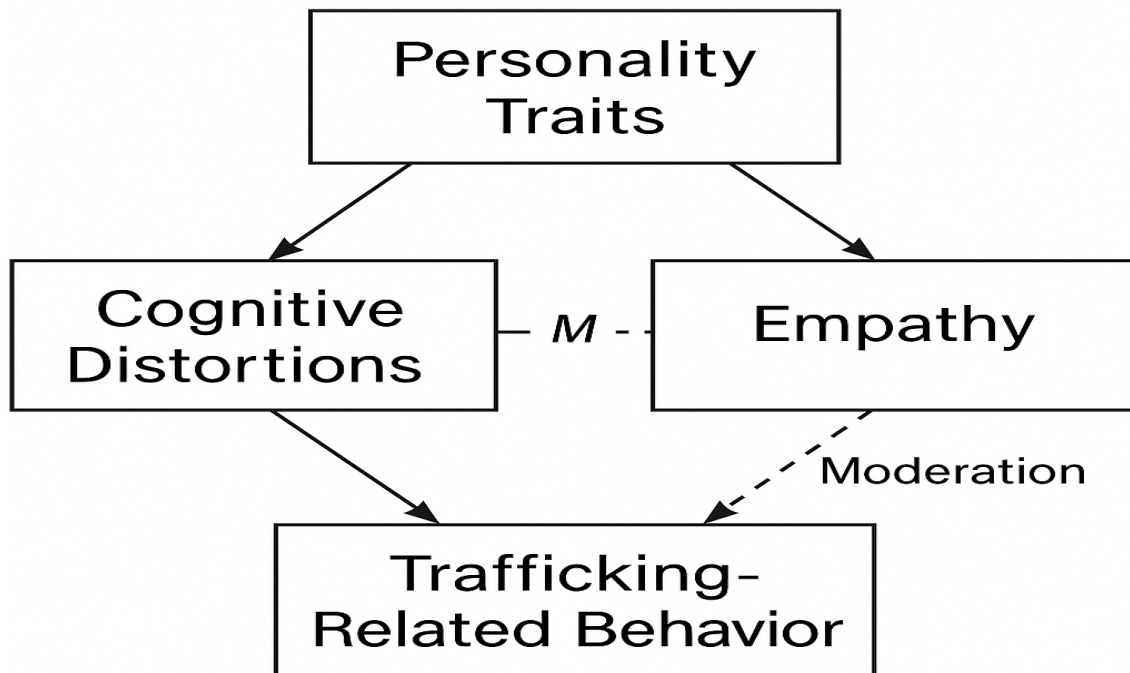 Personality
Traits
Cognitive
Distortions
M
Empathy
Moderation
Trafficking-
Related Behavior